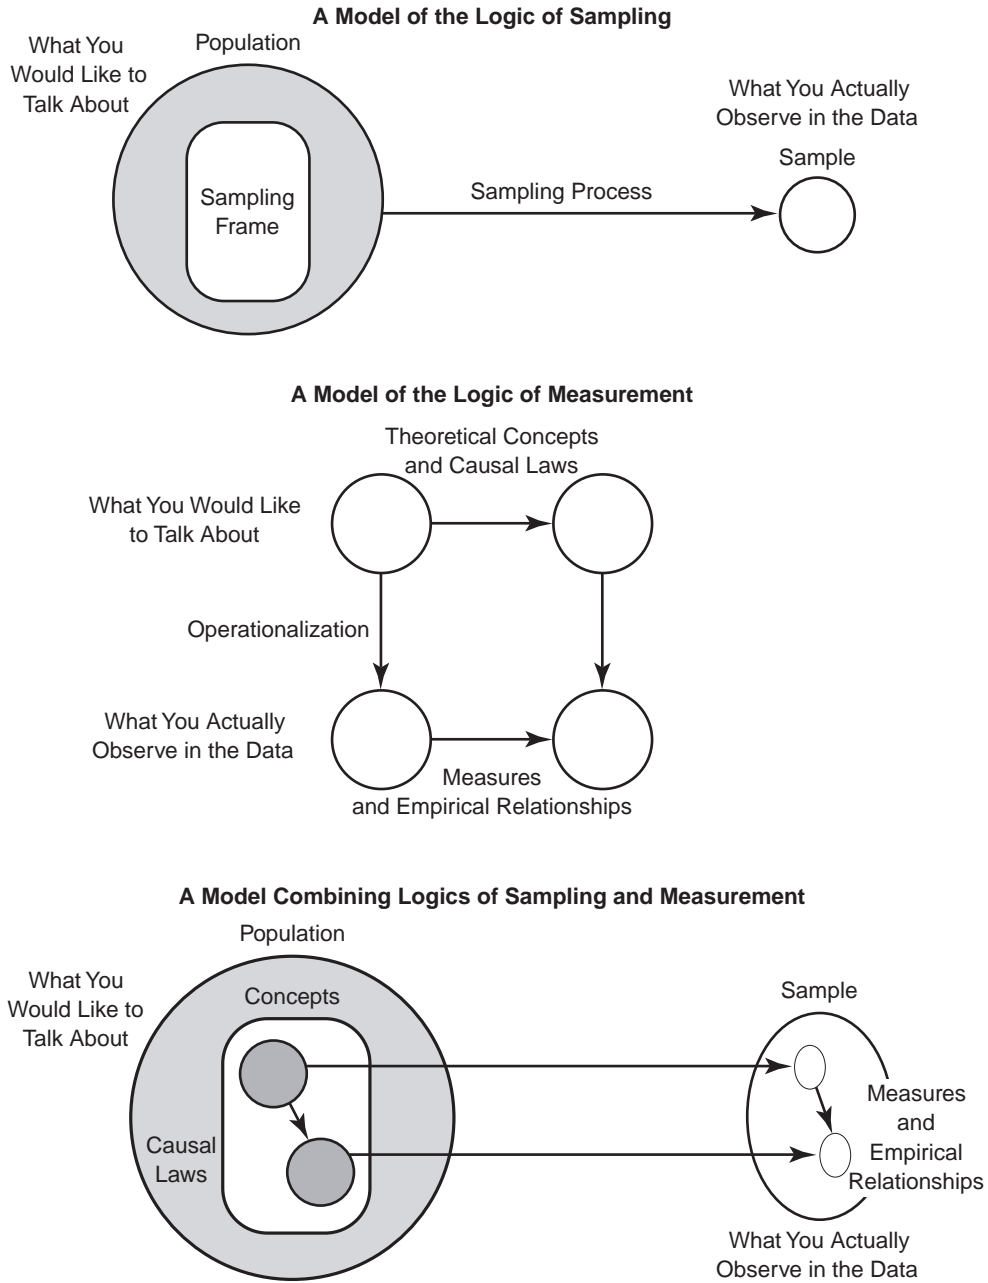 A Model of the Logic of Sampling
What You
Would Like to
Talk About
Population
Sampling
Frame
Sampling Process
What You Actually
Observe in the Data
Sample
A Model of the Logic of Measurement
Theoretical Concepts
and Causal Laws
What You Would Like
to Talk About
Operationalization
What You Actually
Observe in the Data
Measures
and Empirical Relationships
A Model Combining Logics of Sampling and Measurement
Population
What You
Would Like to
Talk About
Concepts
Causal
Laws
Sample
Measures
and
Empirical
Relationships
What You Actually
Observe in the Data